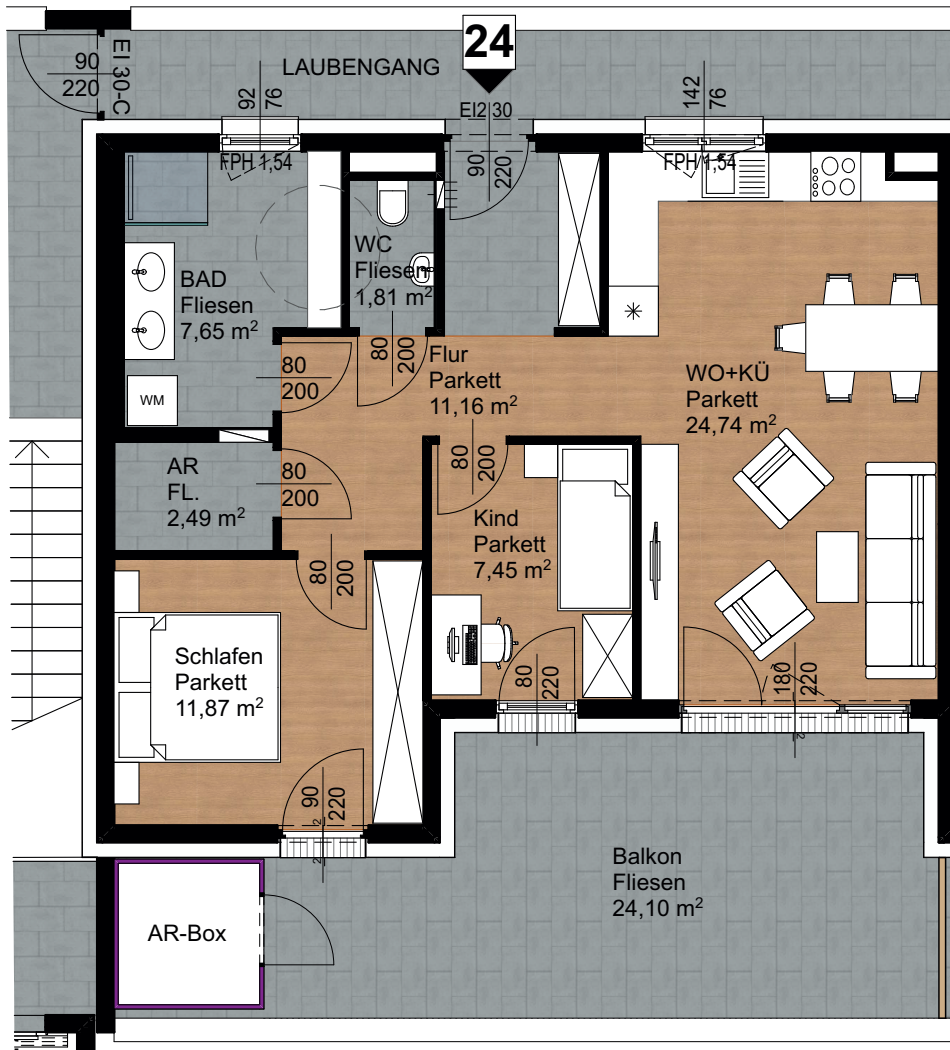 24
LAUBENGANG
EI 30-C
90
220
92
76
EI2 30
90
220
142
76
FPH 1,54
FPH 1,54
BAD
Fliesen
7,65 m²
WC
Fliesen
1,81 m²
80
200
80
200
Flur
Parkett
11,16 m²
WO+KÜ
Parkett
24,74 m²
WM
AR
FL.
2,49 m²
80
200
80
200
Kind
Parkett
7,45 m²
80
200
Schlafen
Parkett
11,87 m²
80
220
180
220
2
90
220
2
2
Balkon
Fliesen
24,10 m²
AR-Box